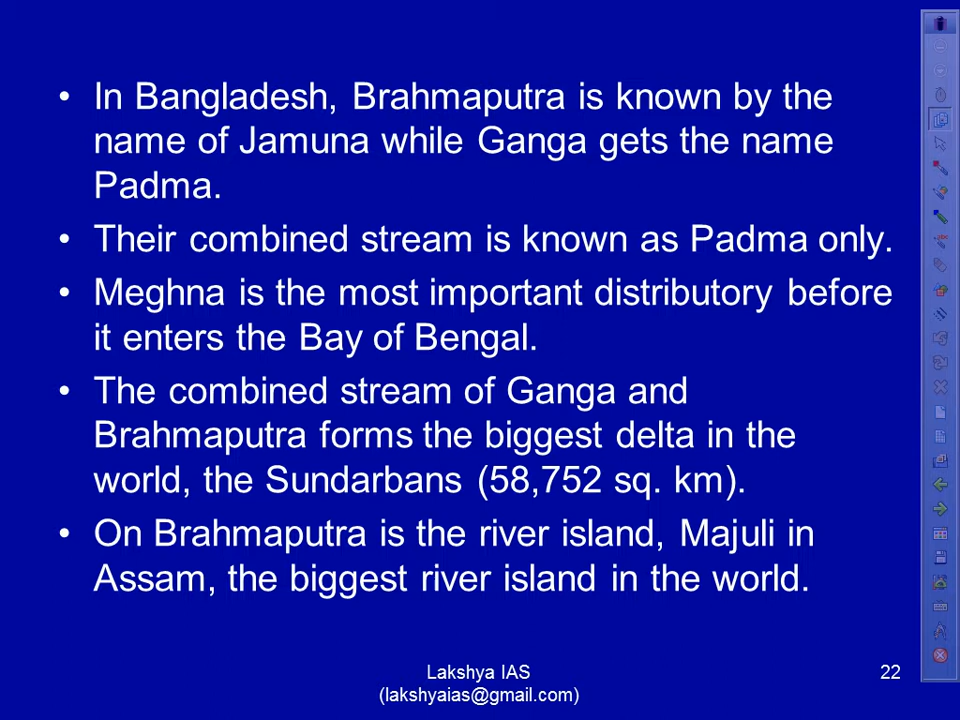 • In Bangladesh, Brahmaputra is known by the
name of Jamuna while Ganga gets the name
Padma.
• Their combined stream is known as Padma only.
• Meghna is the most important distributory before
it enters the Bay of Bengal.
• The combined stream of Ganga and
Brahmaputra forms the biggest delta in the
world, the Sundarbans (58,752 sq. km).
• On Brahmaputra is the river island, Majuli in
Assam, the biggest river island in the world.
Lakshya IAS
(lakshyaias@gmail.com)
22